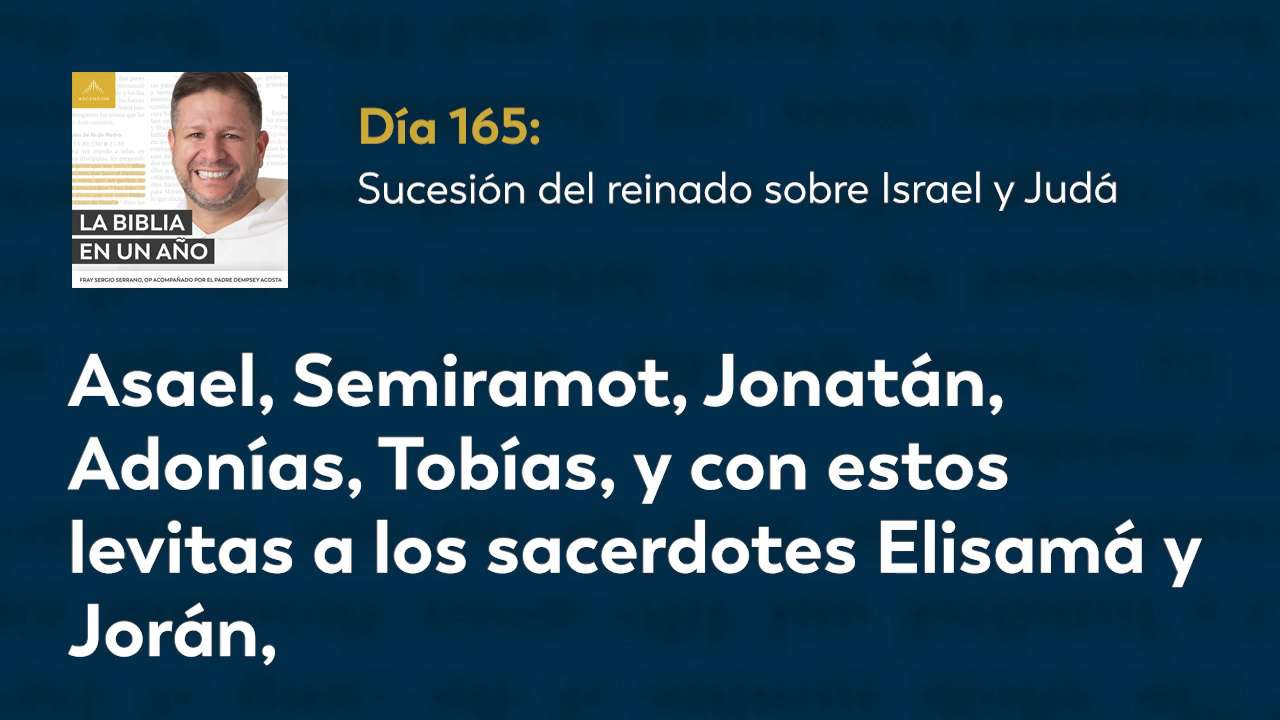 ASCENSION
Día 165:
Sucesión del reinado sobre Israel y Judá
LA BIBLIA
EN UN AÑO
FRAY SERGIO SERRANO, OP ACOMPAÑADO POR EL PADRE DEMPSEY ACOSTA
Asael, Semiramot, Jonatán,
Adonías, Tobías, y con estos
levitas a los sacerdotes Elisamá y
Jorán,